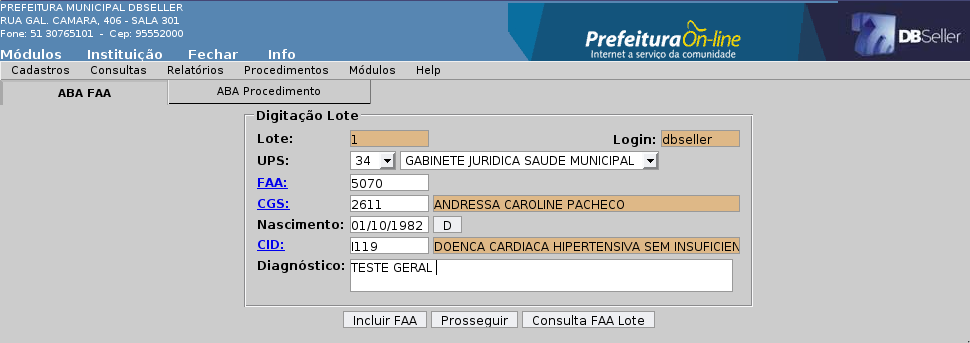 PREFEITURA MUNICIPAL DBSELLER
RUA GAL. CAMARA, 406 - SALA 301
Fone: 51 30765101 - Cep: 95552000
Módulos Instituição Fechar Info
PrefeituraOn-line
Internet a serviço da comunidade
DBSeller
Cadastros Consultas Relatórios Procedimentos Módulos Help
ABA FAA ABA Procedimento
Digitação Lote
Lote: 1 Login: dbseller
UPS: 34 GABINETE JURIDICA SAUDE MUNICIPAL
FAA: 5070
CGS: 2611 ANDRESSA CAROLINE PACHECO
Nascimento: 01/10/1982 D
CID: I119 DOENCA CARDIACA HIPERTENSIVA SEM INSUFICIEN
Diagnóstico: TESTE GERAL
Incluir FAA Prosseguir Consulta FAA Lote